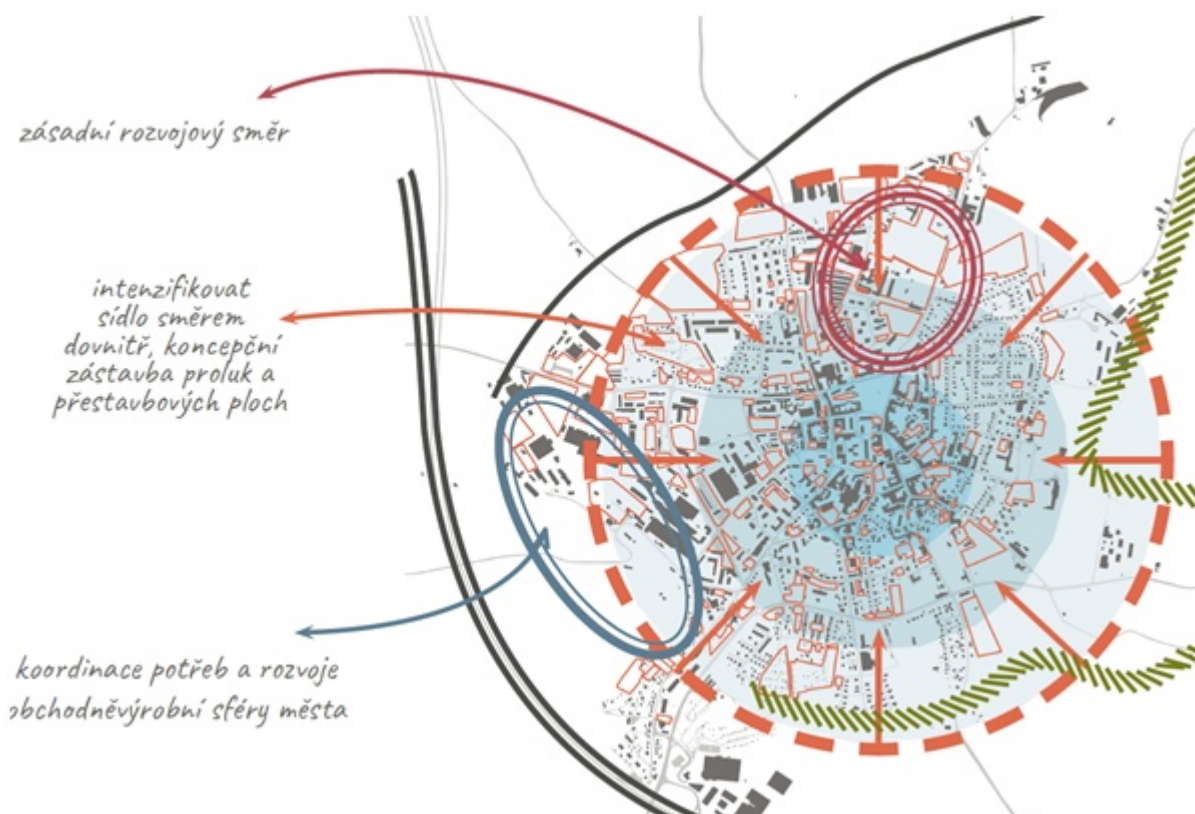 zásadní rozvojový směr
intenzifikovat
sídlo směrem
dovnitř, koncepční
zástavba proluk a
přestavbových ploch
koordinace potřeb a rozvoje
obchodněvýrobní sféry města